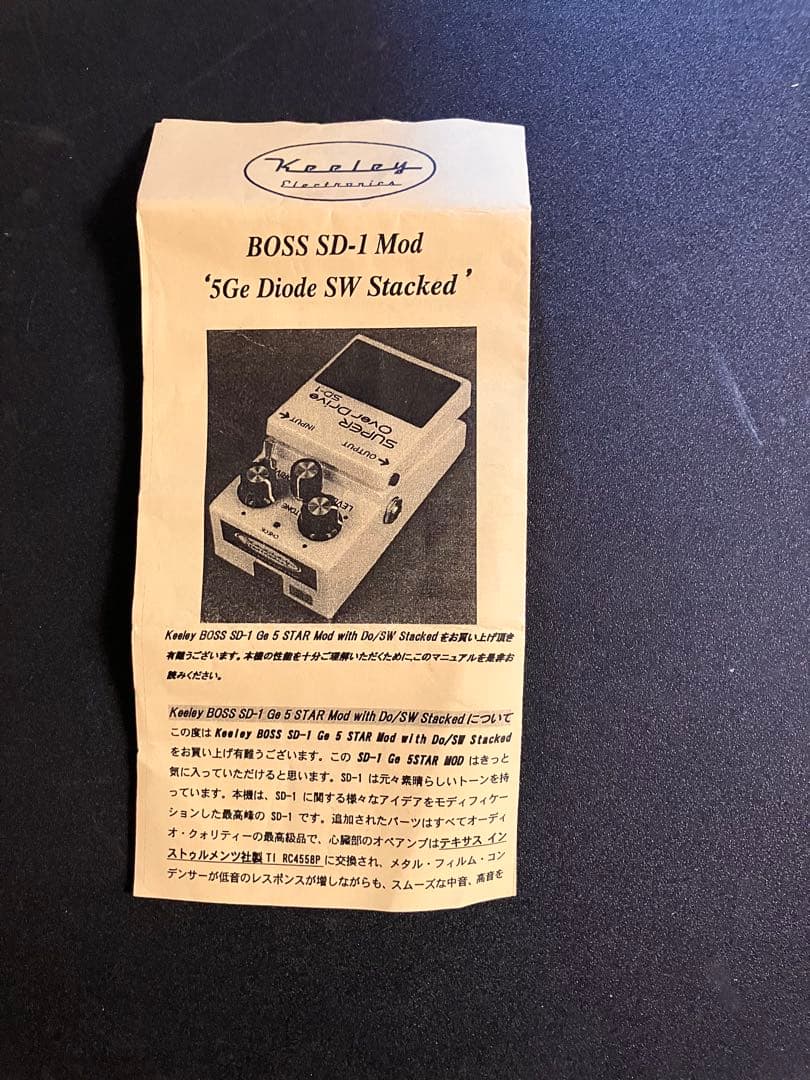 Keeley
Electronics
BOSS SD-1 Mod
‘5Ge Diode SW Stacked’
SUPER
OverDrive
SD-1
INPUT
OUTPUT
LEVEL
TONE
CHECK
Keeley BOSS SD-1 Ge 5 STAR Mod with Do/SW Stackedをお買い上げ頂き
有難うございます。本機の性能を十分ご理解いただくために、このマニュアルを是非お
読みください。
Keeley BOSS SD-1 Ge 5 STAR Mod with Do/SW Stackedについて
この度はKeeley BOSS SD-1 Ge 5 STAR Mod with Do/SW Stacked
をお買い上げ有難うございます。この SD-1 Ge 5STAR MOD はきっと
気に入っていただけると思います。SD-1 は元々素晴らしいトーンを持
っています。本機は、SD-1 に関する様々なアイデアをモディフィケー
ションした最高峰の SD-1 です。追加されたパーツはすべてオーディ
オ・クォリティーの最高級品で、心臓部のオペアンプはテキサス イン
ストゥルメンツ社製 TI RC4558P に交換され、メタル・フィルム・コン
デンサーが低音のレスポンスが増しながらも、スムーズな中音、高音を